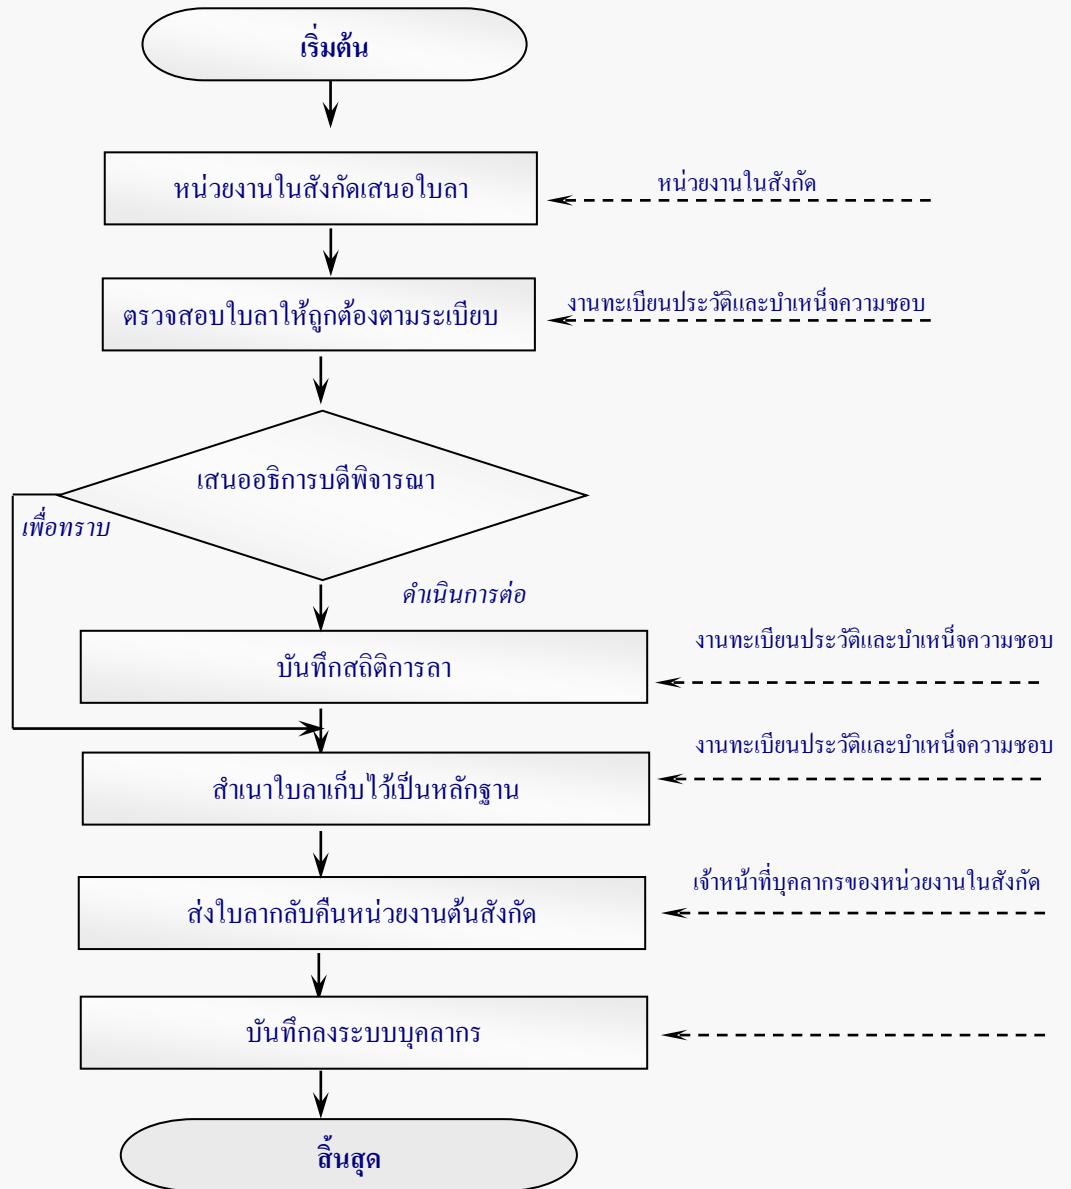 เริ่มต้น
หน่วยงานในสังกัดเสนอใบลา
หน่วยงานในสังกัด
ตรวจสอบใบลาให้ถูกต้องตามระเบียบ
งานทะเบียนประวัติและบำเหน็จความชอบ
เสนออธิการบดีพิจารณา
เพื่อทราบ
ดำเนินการต่อ
บันทึกสถิติการลา
งานทะเบียนประวัติและบำเหน็จความชอบ
สำเนาใบลาเก็บไว้เป็นหลักฐาน
งานทะเบียนประวัติและบำเหน็จความชอบ
ส่งใบลากลับคืนหน่วยงานต้นสังกัด
เจ้าหน้าที่บุคลากรของหน่วยงานในสังกัด
บันทึกลงระบบบุคลากร
สิ้นสุด